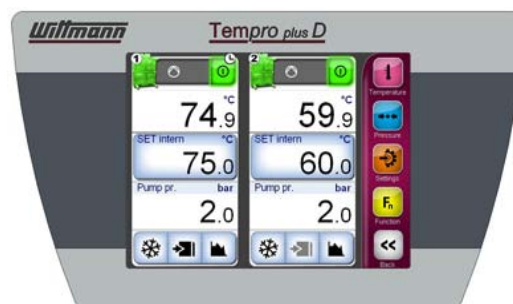 Wittmann
Tempro plus D
1
2
°C
74.9
°C
59.9
SET intern °C
75.0
SET intern °C
60.0
Pump pr. bar
2.0
Pump pr. bar
2.0
Temperature
Pressure
Settings
Fn
Function
<<
Back